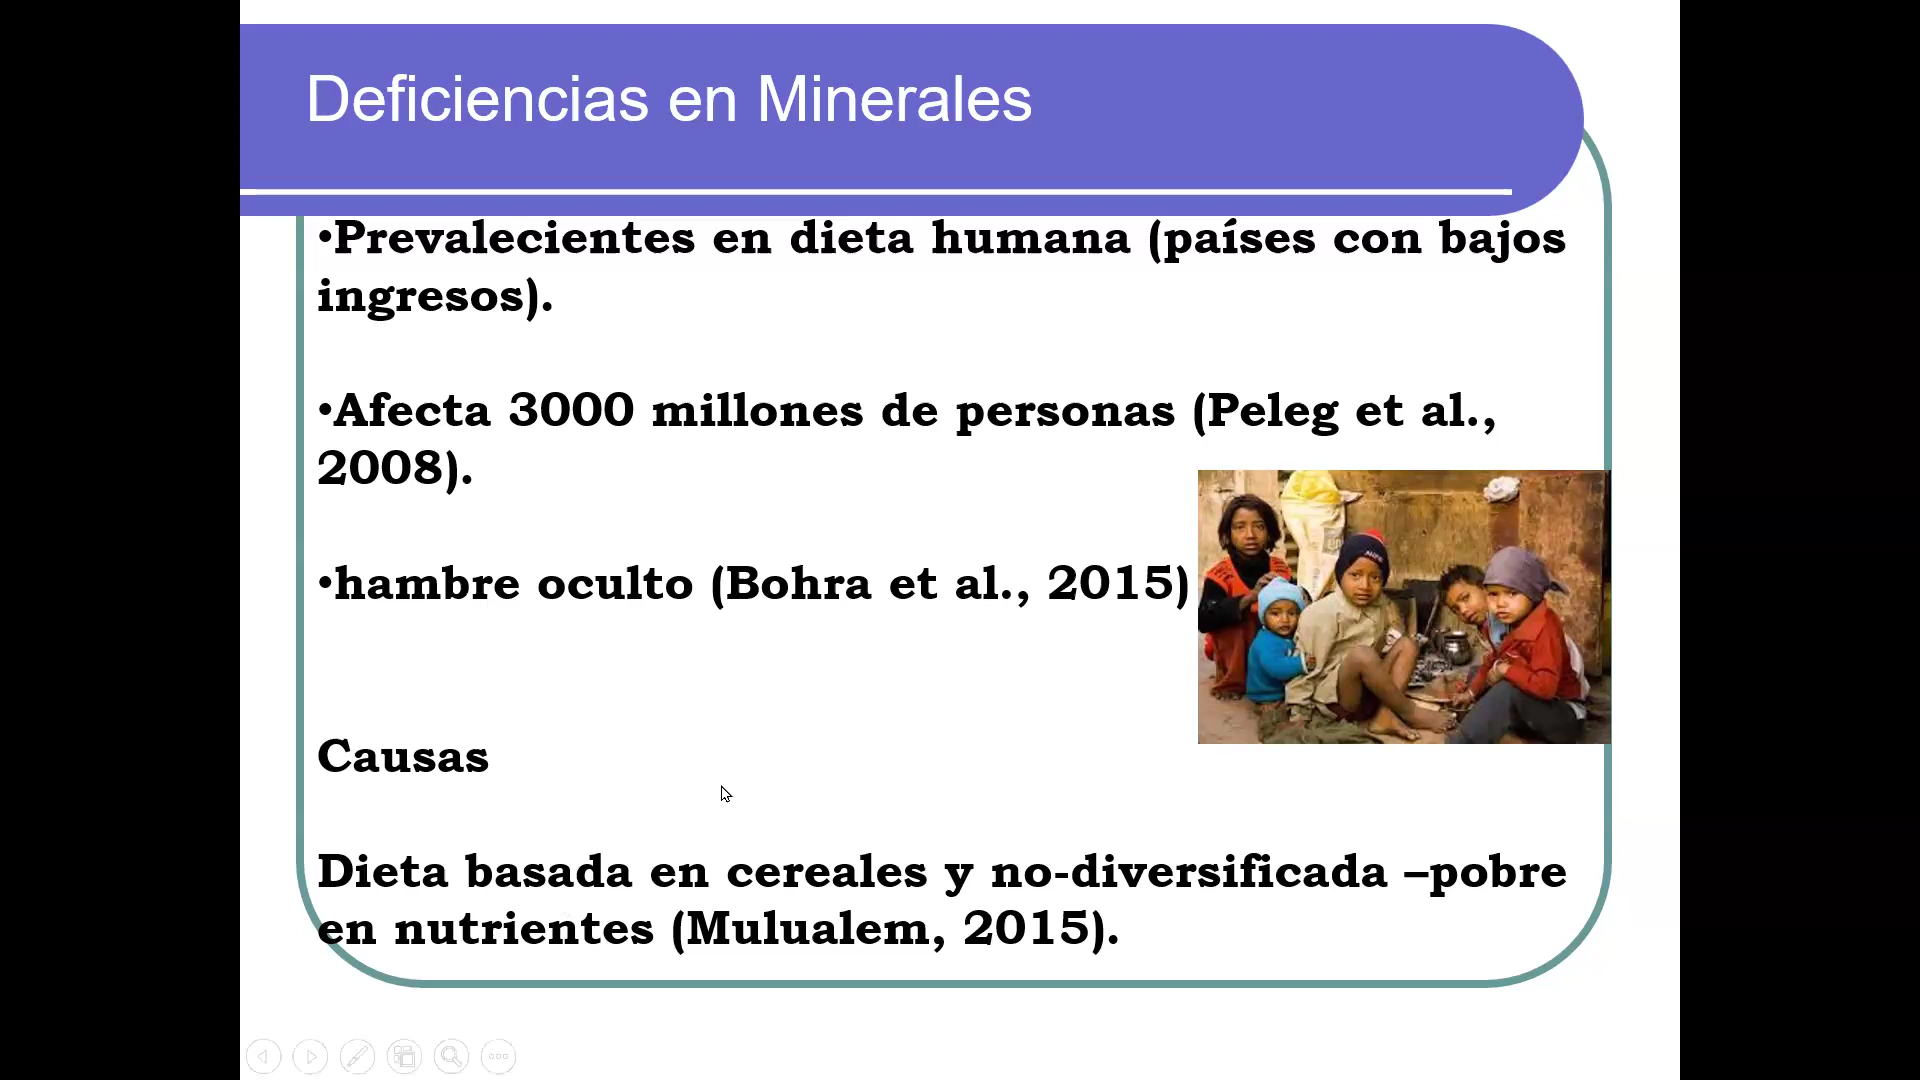 Deficiencias en Minerales
•Prevalecientes en dieta humana (países con bajos
ingresos).
•Afecta 3000 millones de personas (Peleg et al.,
2008).
•hambre oculto (Bohra et al., 2015)
Causas
Dieta basada en cereales y no-diversificada –pobre
en nutrientes (Mulualem, 2015).